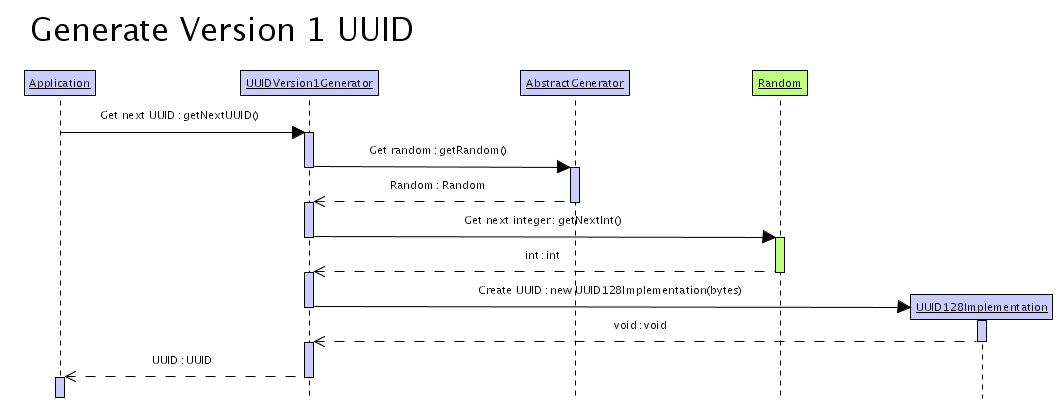 Generate Version 1 UUID
Application
UUIDVersion1Generator
AbstractGenerator
Random
Get next UUID : getNextUUID()
Get random : getRandom()
Random : Random
Get next integer: getNextInt()
int : int
Create UUID : new UUID128Implementation(bytes)
UUID128Implementation
void : void
UUID : UUID